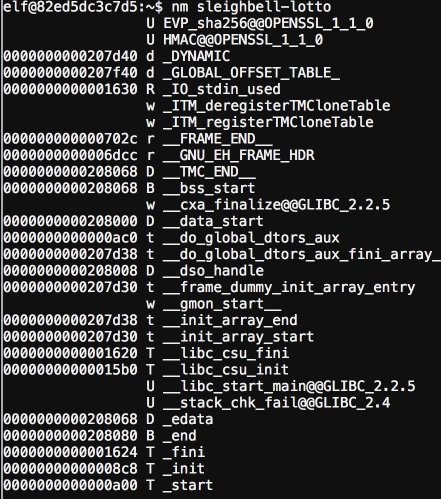 elf@82ed5dc3c7d5:~$ nm sleighbell-lotto
                 U EVP_sha256@@OPENSSL_1_1_0
                 U HMAC@@OPENSSL_1_1_0
0000000000207d40 d _DYNAMIC
0000000000207f40 d _GLOBAL_OFFSET_TABLE_
0000000000001630 R _IO_stdin_used
                 w _ITM_deregisterTMCloneTable
                 w _ITM_registerTMCloneTable
000000000000702c r __FRAME_END__
0000000000006dcc r __GNU_EH_FRAME_HDR
0000000000208068 D __TMC_END__
0000000000208068 B __bss_start
                 w __cxa_finalize@@GLIBC_2.2.5
0000000000208000 D __data_start
0000000000000ac0 t __do_global_dtors_aux
0000000000207d38 t __do_global_dtors_aux_fini_array_
0000000000208008 D __dso_handle
0000000000207d30 t __frame_dummy_init_array_entry
                 w __gmon_start__
0000000000207d38 t __init_array_end
0000000000207d30 t __init_array_start
0000000000001620 T __libc_csu_fini
00000000000015b0 T __libc_csu_init
                 U __libc_start_main@@GLIBC_2.2.5
                 U __stack_chk_fail@@GLIBC_2.4
0000000000208068 D _edata
0000000000208080 B _end
0000000000001624 T _fini
00000000000008c8 T _init
0000000000000a00 T _start